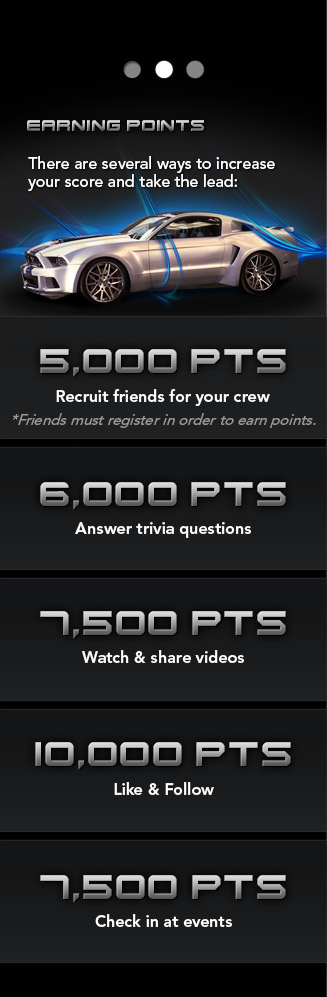 EARNING POINTS
There are several ways to increase
your score and take the lead:
5,000 PTS
Recruit friends for your crew
*Friends must register in order to earn points.
6,000 PTS
Answer trivia questions
7,500 PTS
Watch & share videos
10,000 PTS
Like & Follow
7,500 PTS
Check in at events